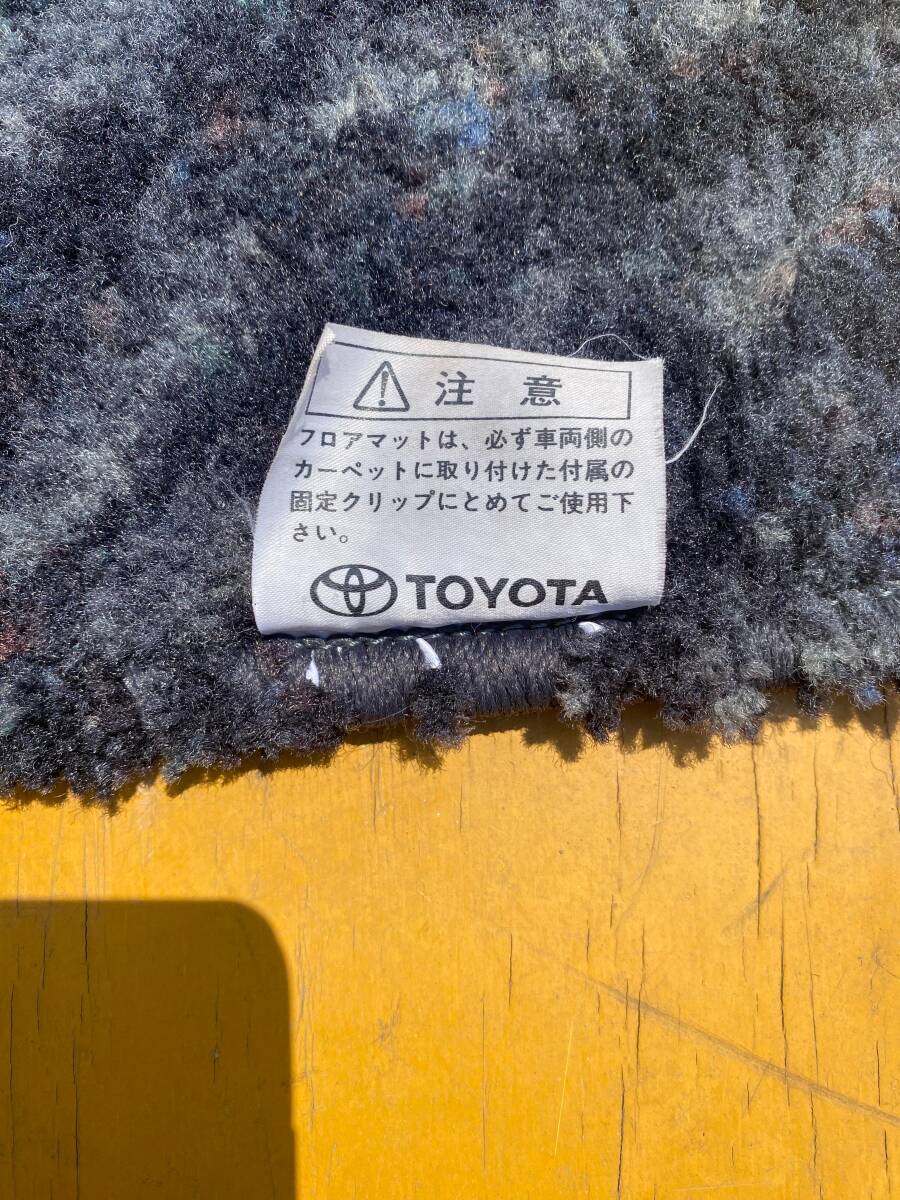 注 意
フロアマットは、必ず車両側の
カーペットに取り付けた付属の
固定クリップにとめてご使用下
さい。
TOYOTA